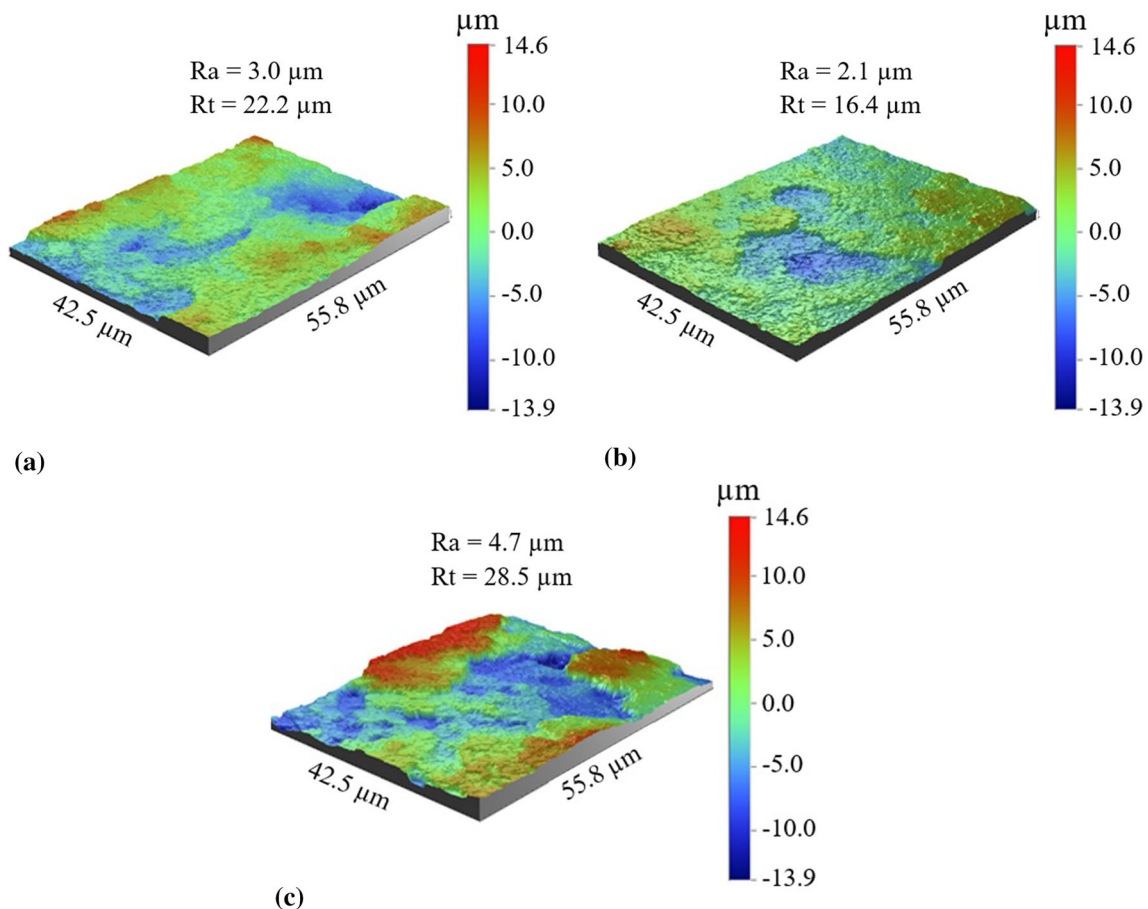 µm
14.6
10.0
5.0
0.0
-5.0
-10.0
-13.9
Ra = 3.0 µm
Rt = 22.2 µm
42.5 µm
55.8 µm
(a)
µm
14.6
10.0
5.0
0.0
-5.0
-10.0
-13.9
Ra = 2.1 µm
Rt = 16.4 µm
42.5 µm
55.8 µm
(b)
µm
14.6
10.0
5.0
0.0
-5.0
-10.0
-13.9
Ra = 4.7 µm
Rt = 28.5 µm
42.5 µm
55.8 µm
(c)